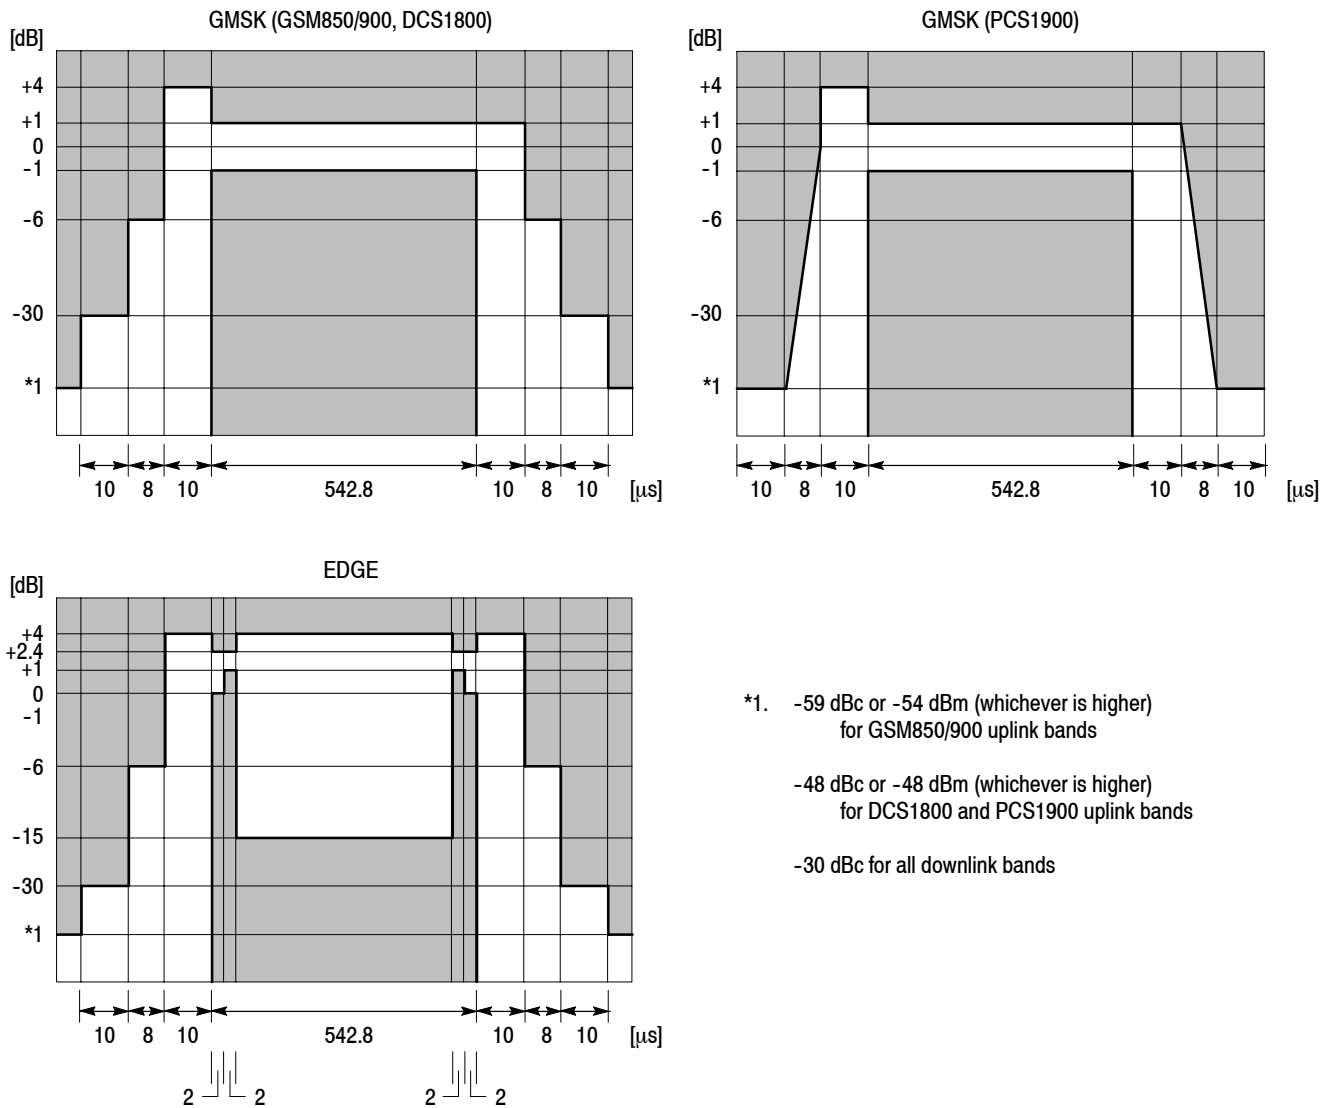 GMSK (GSM850/900, DCS1800)
[dB]
+4
+1
0
-1
-6
-30
*1
10 8 10 542.8 10 8 10 [µs]
GMSK (PCS1900)
[dB]
+4
+1
0
-1
-6
-30
*1
10 8 10 542.8 10 8 10 [µs]
EDGE
[dB]
+4
+2.4
+1
0
-1
-6
-15
-30
*1
10 8 10 542.8 10 8 10 [µs]
2 2 2 2
*1. -59 dBc or -54 dBm (whichever is higher)
for GSM850/900 uplink bands
-48 dBc or -48 dBm (whichever is higher)
for DCS1800 and PCS1900 uplink bands
-30 dBc for all downlink bands